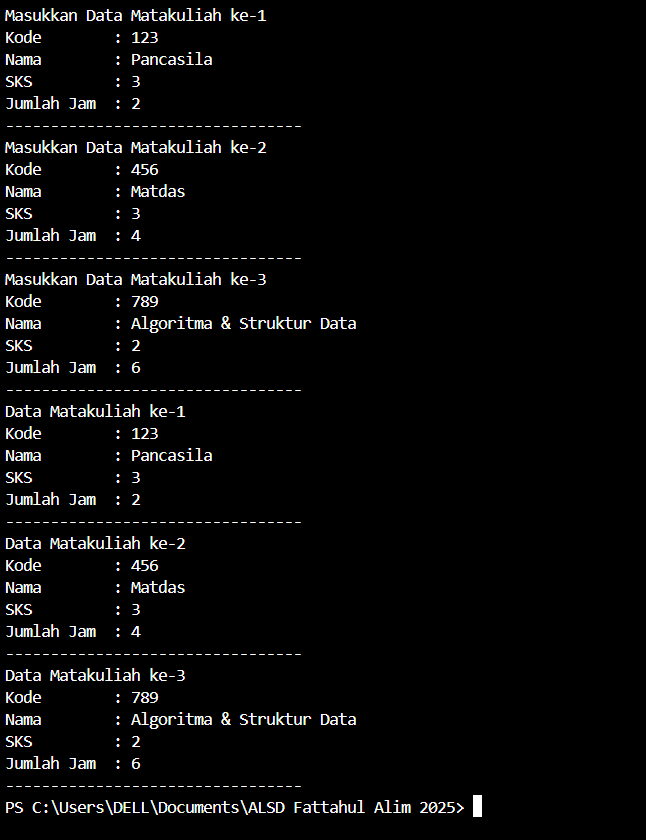 Masukkan Data Matakuliah ke-1
Kode        : 123
Nama        : Pancasila
SKS         : 3
Jumlah Jam  : 2
---------------------------------
Masukkan Data Matakuliah ke-2
Kode        : 456
Nama        : Matdas
SKS         : 3
Jumlah Jam  : 4
---------------------------------
Masukkan Data Matakuliah ke-3
Kode        : 789
Nama        : Algoritma & Struktur Data
SKS         : 2
Jumlah Jam  : 6
---------------------------------
Data Matakuliah ke-1
Kode        : 123
Nama        : Pancasila
SKS         : 3
Jumlah Jam  : 2
---------------------------------
Data Matakuliah ke-2
Kode        : 456
Nama        : Matdas
SKS         : 3
Jumlah Jam  : 4
---------------------------------
Data Matakuliah ke-3
Kode        : 789
Nama        : Algoritma & Struktur Data
SKS         : 2
Jumlah Jam  : 6
---------------------------------
PS C:\Users\DELL\Documents\ALSD Fattahul Alim 2025>